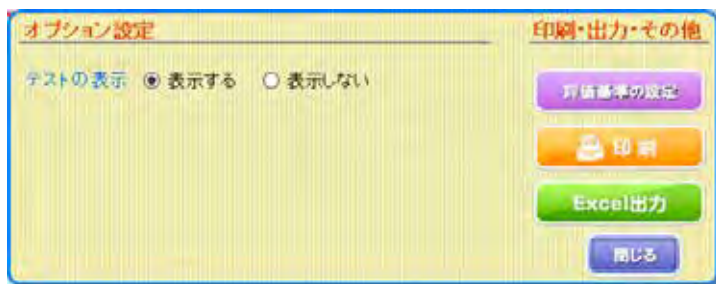 オプション設定
テストの表示 表示する 表示しない
印刷・出力・その他
評価基準の設定
印刷
Excel出力
閉じる